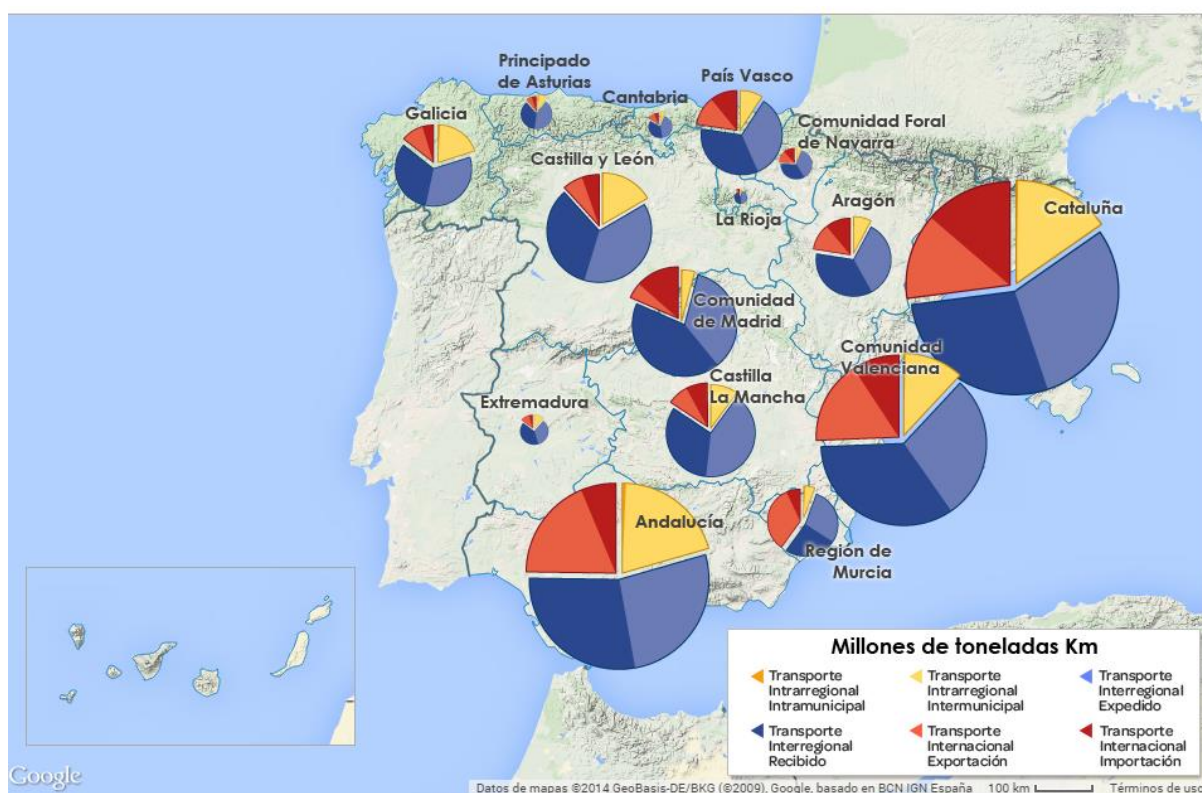 Principado
de Asturias
País Vasco
Cantabria
Galicia
Comunidad Foral
de Navarra
Castilla y León
La Rioja
Aragón
Cataluña
Comunidad
de Madrid
Comunidad
Valenciana
Castilla
La Mancha
Extremadura
Andalucía
Región de
Murcia
Millones de toneladas Km
Transporte
Intrarregional
Intramunicipal
Transporte
Intrarregional
Intermunicipal
Transporte
Interregional
Expedido
Transporte
Interregional
Recibido
Transporte
Internacional
Exportación
Transporte
Internacional
Importación
Google
Datos de mapas ©2014 GeoBasis-DE/BKG (©2009), Google, basado en BCN IGN España 100 km Términos de uso